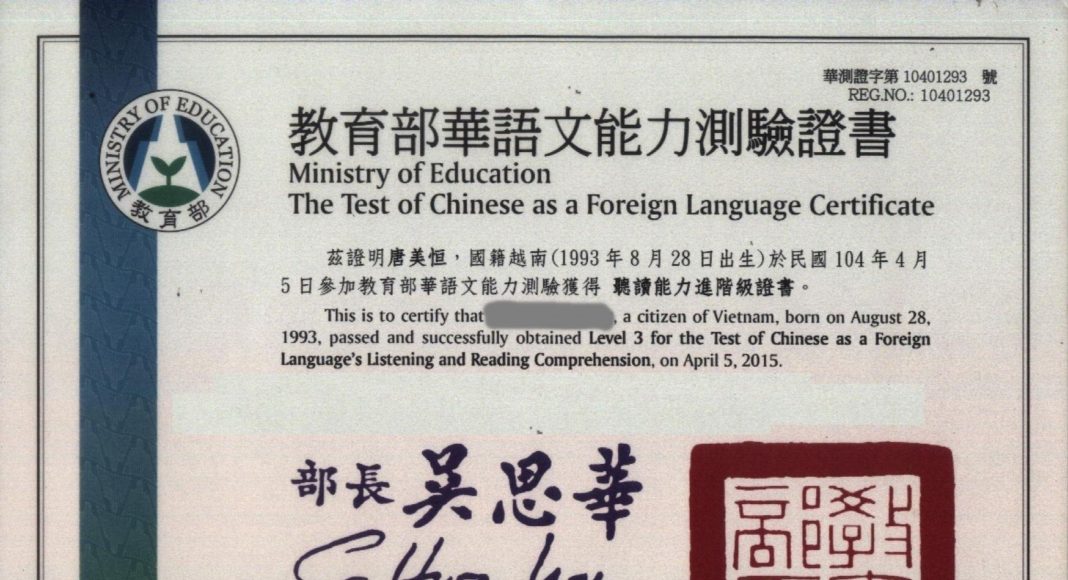 華測證字第 10401293 號
REG.NO.: 10401293
MINISTRY OF EDUCATION
教育部
教育部華語文能力測驗證書
Ministry of Education
The Test of Chinese as a Foreign Language Certificate
茲證明唐美恒，國籍越南(1993 年 8 月 28 日出生)於民國 104 年 4 月
5 日參加教育部華語文能力測驗獲得 聽讀能力進階級證書。
This is to certify that , a citizen of Vietnam, born on August 28,
1993, passed and successfully obtained Level 3 for the Test of Chinese as a Foreign
Language's Listening and Reading Comprehension, on April 5, 2015.
部長 吳思華